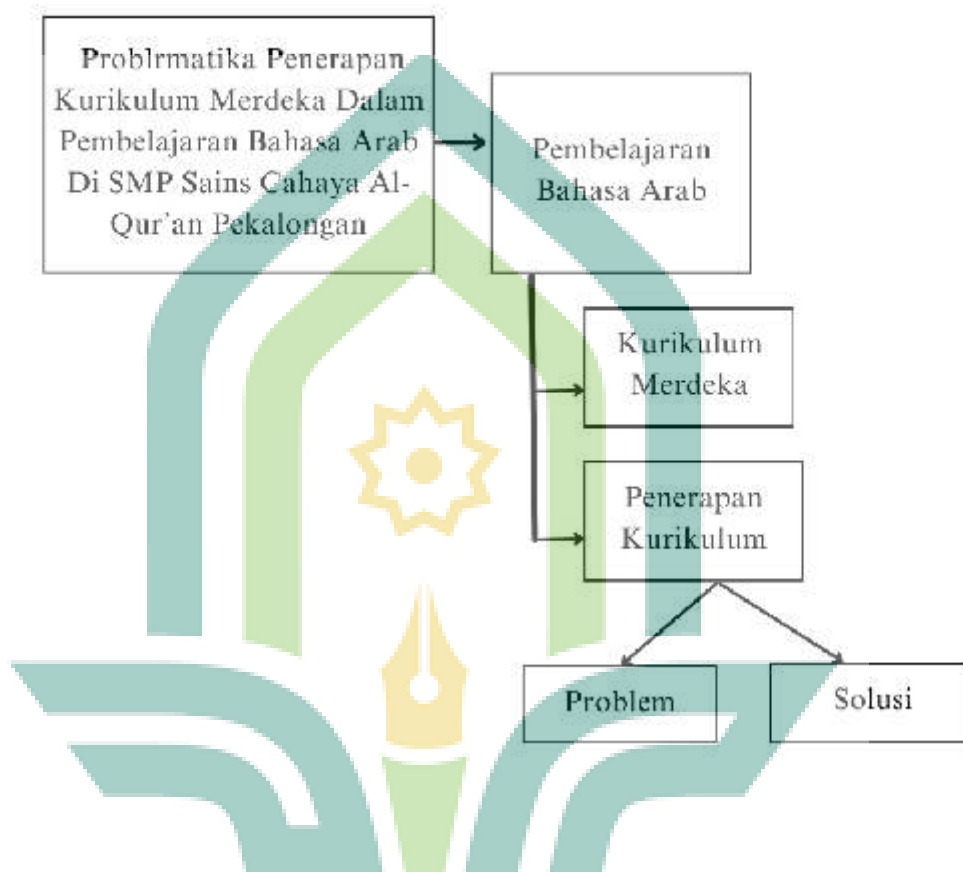 Problrmatika Penerapan
Kurikulum Merdeka Dalam
Pembelajaran Bahasa Arab
Di SMP Sains Cahaya Al-
Qur'an Pekalongan
Pembelajaran
Bahasa Arab
Kurikulum
Merdeka
Penerapan
Kurikulum
Problem
Solusi